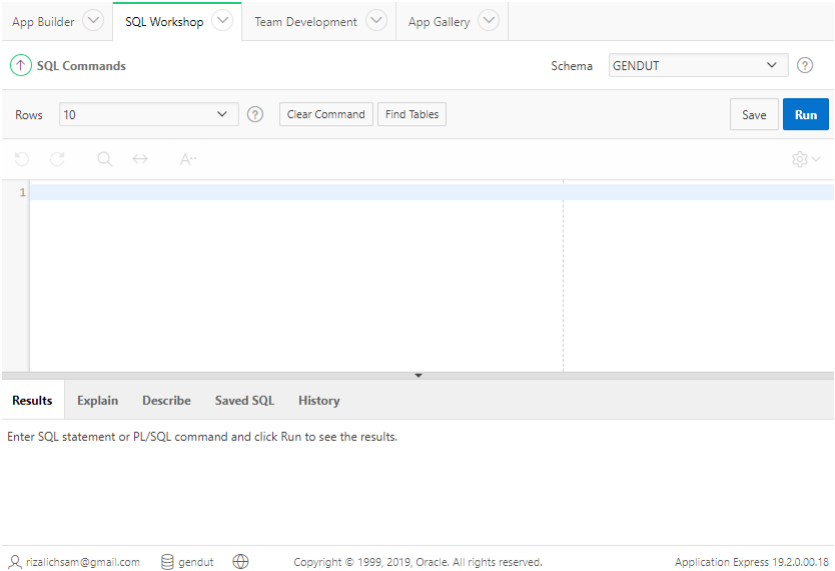 App Builder SQL Workshop Team Development App Gallery
SQL Commands Schema GENDUT ?
Rows 10 ? Clear Command Find Tables Save Run
A··
1
Results Explain Describe Saved SQL History
Enter SQL statement or PL/SQL command and click Run to see the results.
rizalichsam@gmail.com gendut Copyright © 1999, 2019, Oracle. All rights reserved. Application Express 19.2.0.00.18